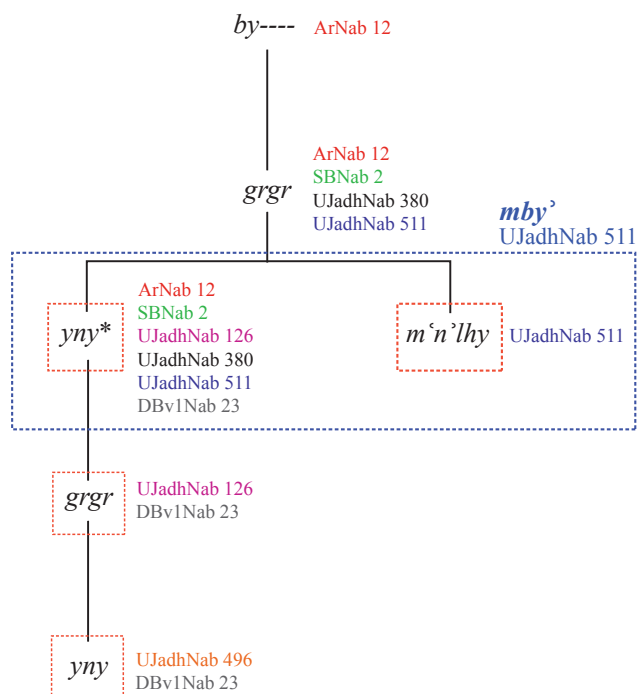 by---- ArNab 12
ArNab 12
SBNab 2
grgr UJadhNab 380
UJadhNab 511
mbyʾ
UJadhNab 511
ArNab 12
SBNab 2
yny* UJadhNab 126
mʿnʾlhy UJadhNab 511
UJadhNab 380
UJadhNab 511
DBv1Nab 23
grgr UJadhNab 126
DBv1Nab 23
yny UJadhNab 496
DBv1Nab 23